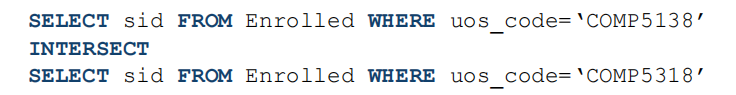 SELECT sid FROM Enrolled WHERE uos_code=‘COMP5138’
INTERSECT
SELECT sid FROM Enrolled WHERE uos_code=‘COMP5318’